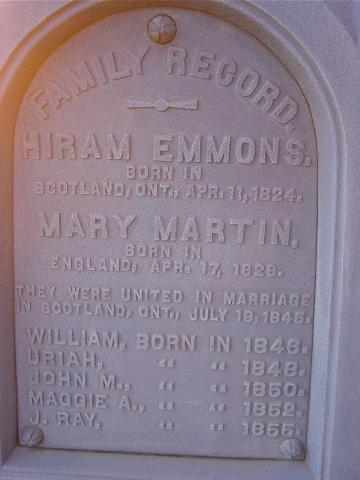 FAMILY RECORD.
HIRAM EMMONS.
BORN IN
SCOTLAND, ONT., APR. 11, 1824.
MARY MARTIN,
BORN IN
ENGLAND, APR. 17, 1828.
THEY WERE UNITED IN MARRIAGE
IN SCOTLAND, ONT., JULY 19, 1845.
WILLIAM, BORN IN 1846.
URIAH, “ “ 1848.
JOHN M., “ “ 1850.
MAGGIE A., “ “ 1852.
J. RAY, “ “ 1855.